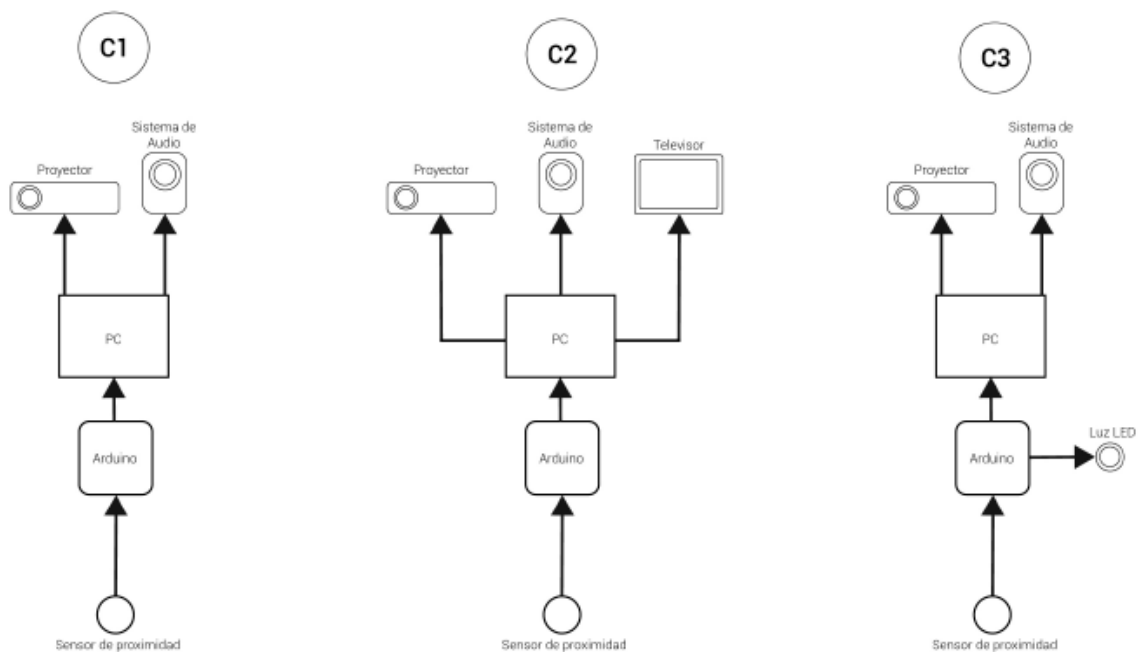 C1
Sistema de
Audio
Proyector
PC
Arduino
Sensor de proximidad
C2
Sistema de
Audio
Televisor
Proyector
PC
Arduino
Sensor de proximidad
C3
Sistema de
Audio
Proyector
PC
Luz LED
Arduino
Sensor de proximidad